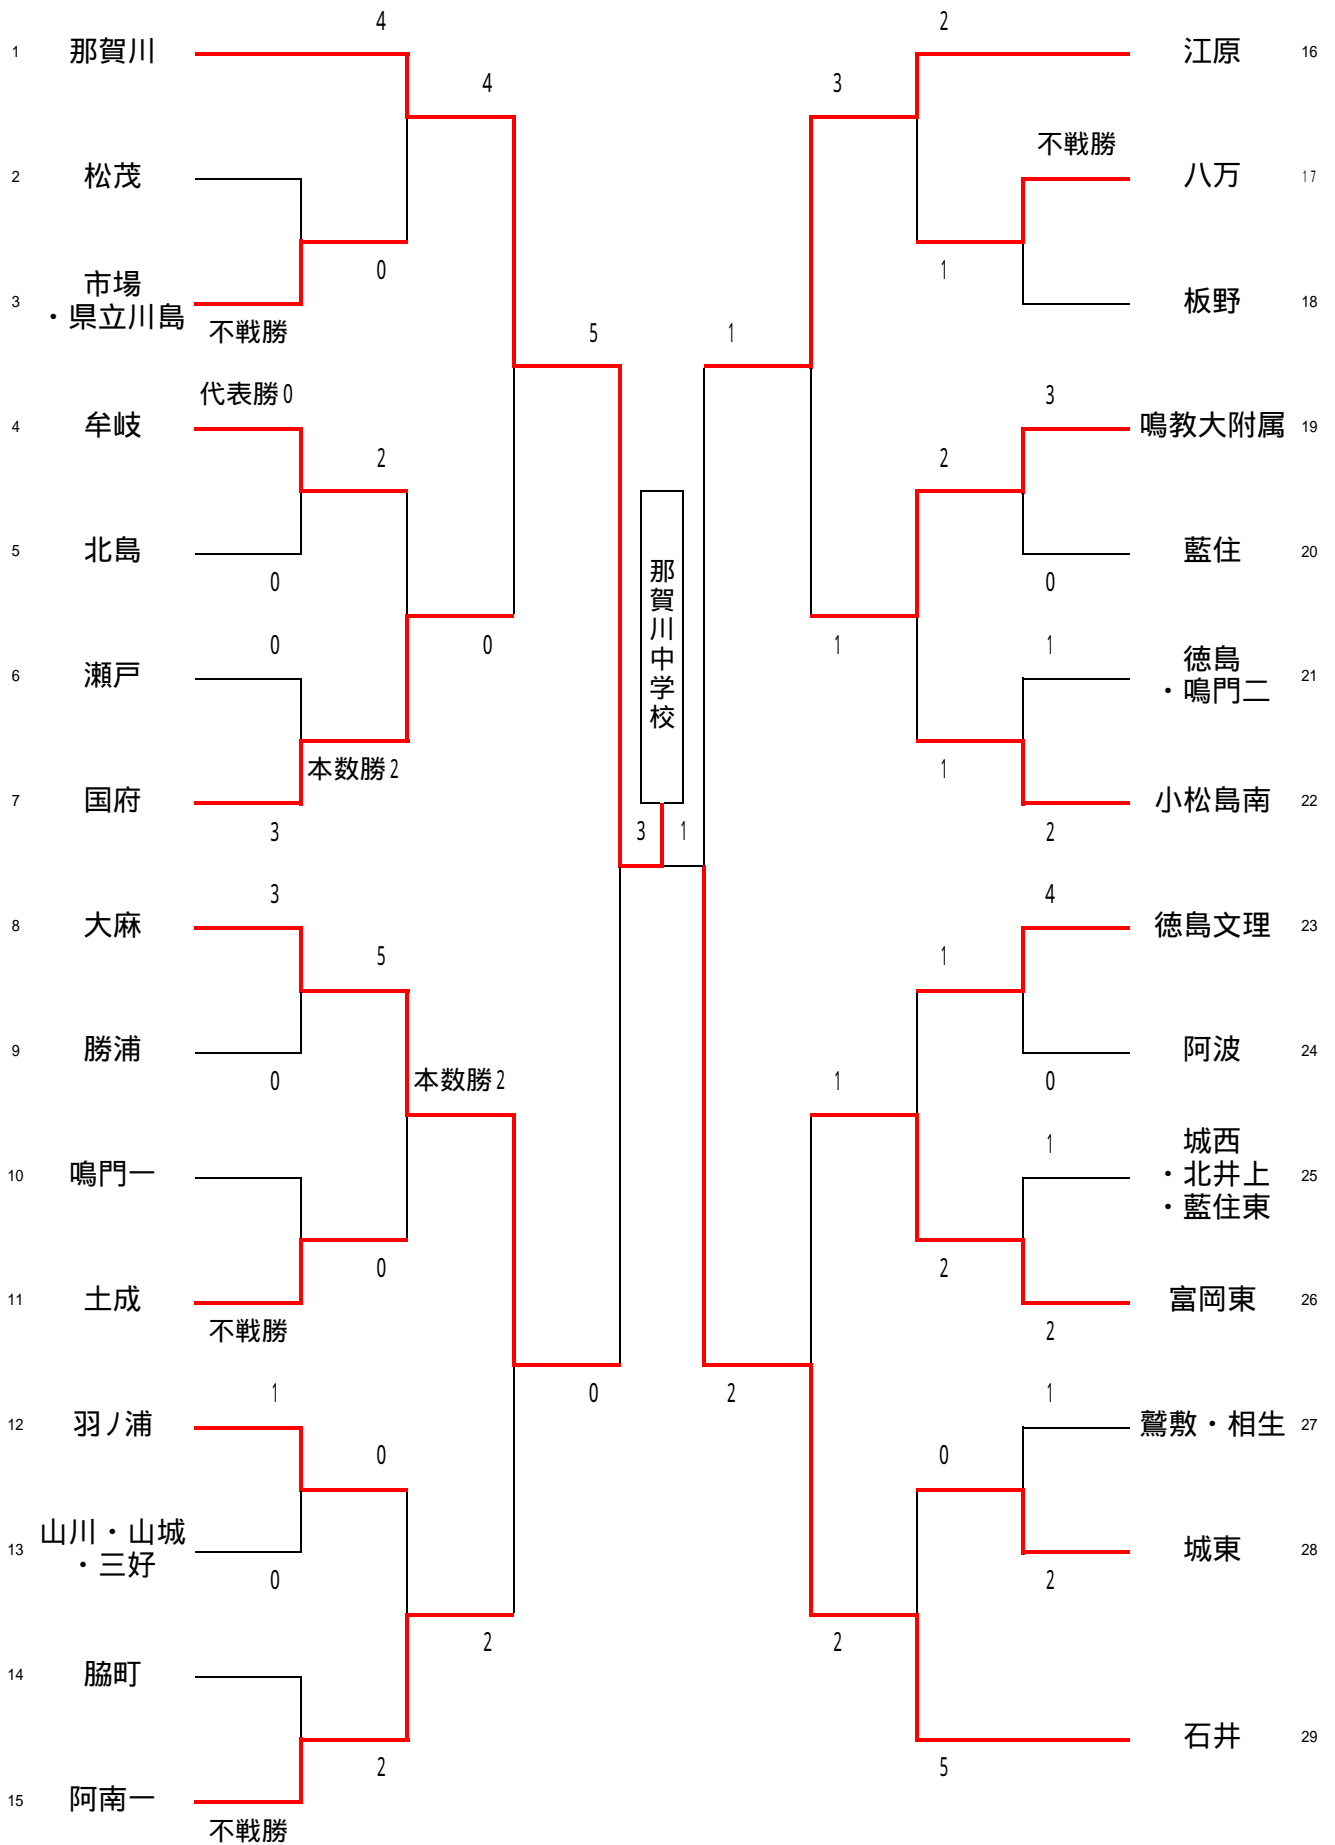 4
1 那賀川
4
2 松茂
0
3 市場
・県立川島
不戦勝
5
代表勝0
4 牟岐
2
5 北島
0
0
6 瀬戸
0
本数勝2
7 国府
3
3
8 大麻
5
9 勝浦
0
本数勝2
10 鳴門一
0
11 土成
不戦勝
0
1
12 羽ノ浦
0
13 山川・山城
・三好
0
2
14 脇町
2
15 阿南一
不戦勝
那賀川中学校
3 1
2
江原 16
3
不戦勝
八万 17
1
板野 18
1
3
鳴教大附属 19
2
藍住 20
0
1
1
徳島
・鳴門二 21
1
小松島南 22
2
4
徳島文理 23
1
阿波 24
0
1
1
城西
・北井上
・藍住東 25
2
富岡東 26
2
2
1
鷲敷・相生 27
0
城東 28
2
2
石井 29
5